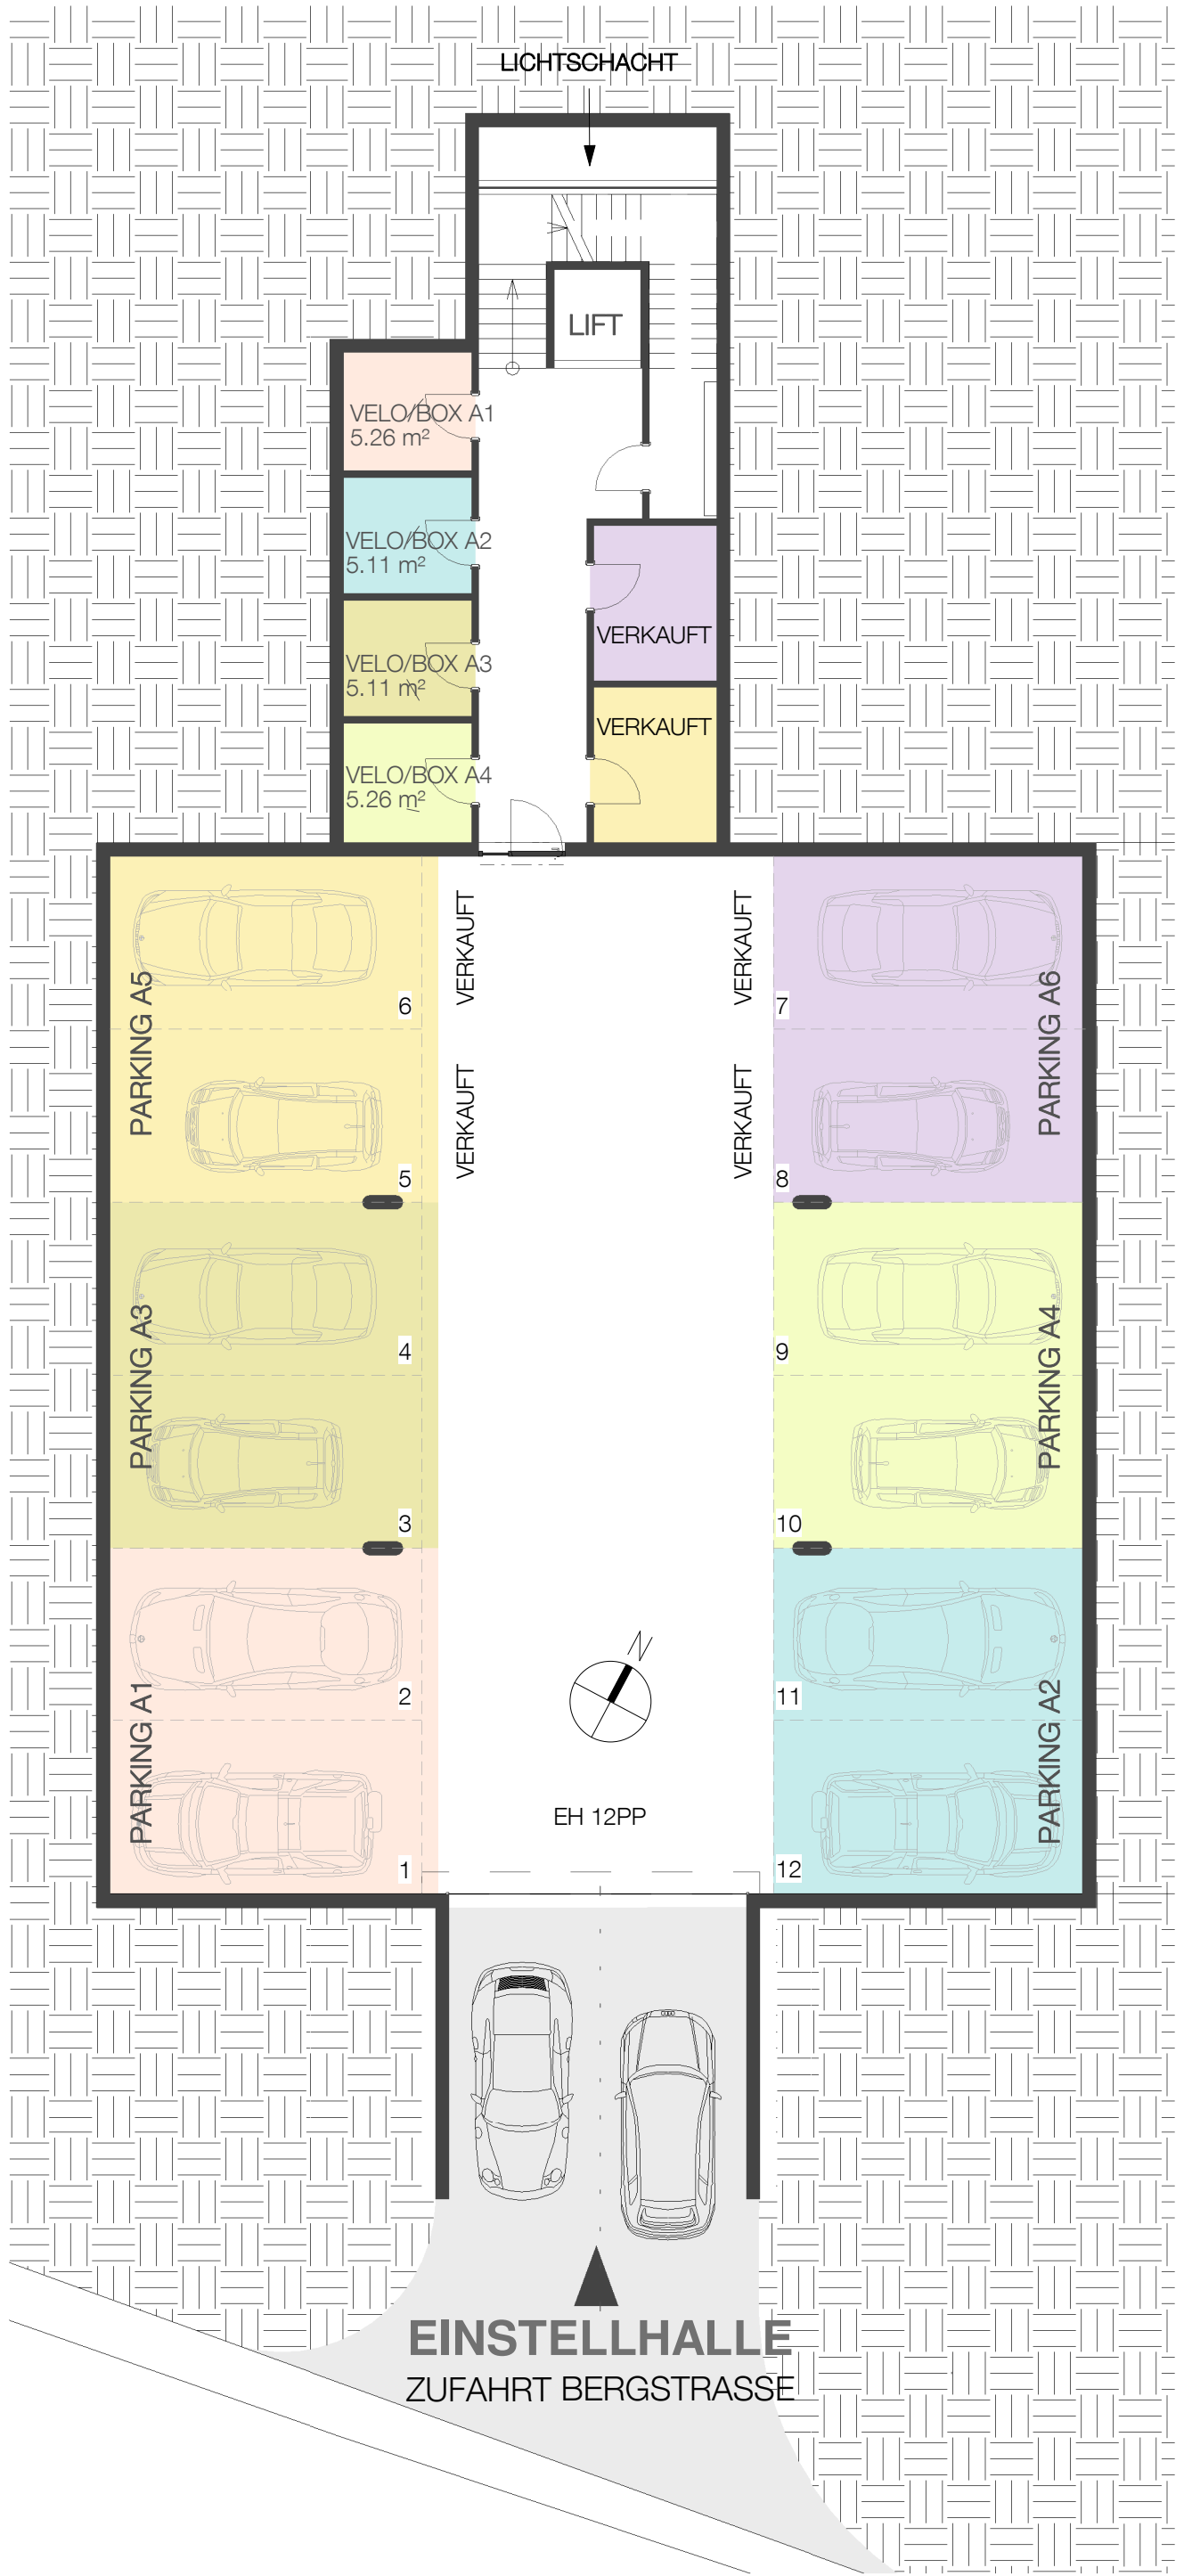 LICHTSCHACHT
LIFT
VELO/BOX A1
5.26 m²
VELO/BOX A2
5.11 m²
VERKAUFT
VELO/BOX A3
5.11 m²
VERKAUFT
VELO/BOX A4
5.26 m²
PARKING A5
6
VERKAUFT
VERKAUFT
7
PARKING A6
5
VERKAUFT
VERKAUFT
8
PARKING A3
4
9
PARKING A4
3
10
N
PARKING A1
2
11
PARKING A2
EH 12PP
1
12
EINSTELLHALLE
ZUFAHRT BERGSTRASSE